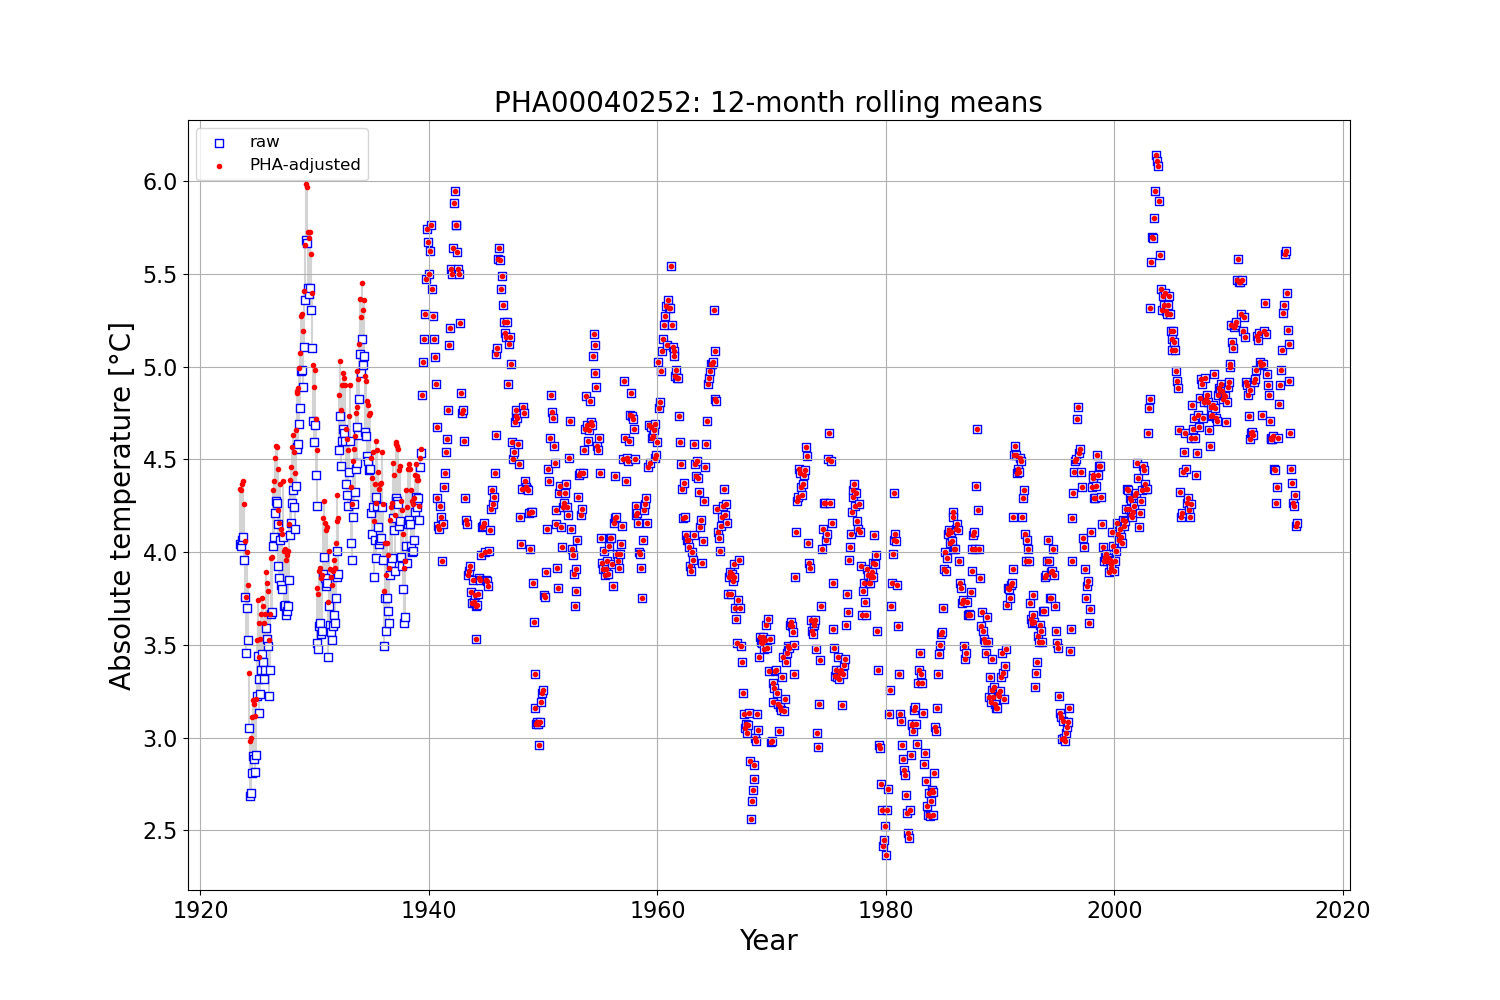 PHA00040252: 12-month rolling means
raw
PHA-adjusted
Absolute temperature [°C]
6.0
5.5
5.0
4.5
4.0
3.5
3.0
2.5
1920
1940
1960
1980
2000
2020
Year